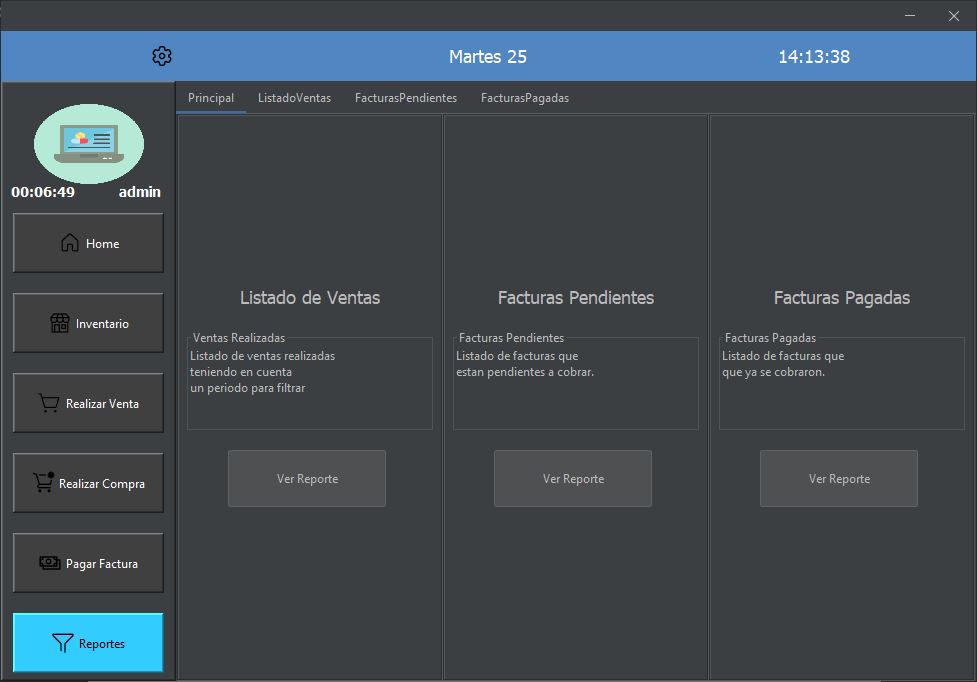 Martes 25
14:13:38
00:06:49 admin
Home
Inventario
Realizar Venta
Realizar Compra
Pagar Factura
Reportes
Principal ListadoVentas FacturasPendientes FacturasPagadas
Listado de Ventas
Ventas Realizadas
Listado de ventas realizadas
teniendo en cuenta
un periodo para filtrar
Ver Reporte
Facturas Pendientes
Facturas Pendientes
Listado de facturas que
estan pendientes a cobrar.
Ver Reporte
Facturas Pagadas
Facturas Pagadas
Listado de facturas que
que ya se cobraron.
Ver Reporte